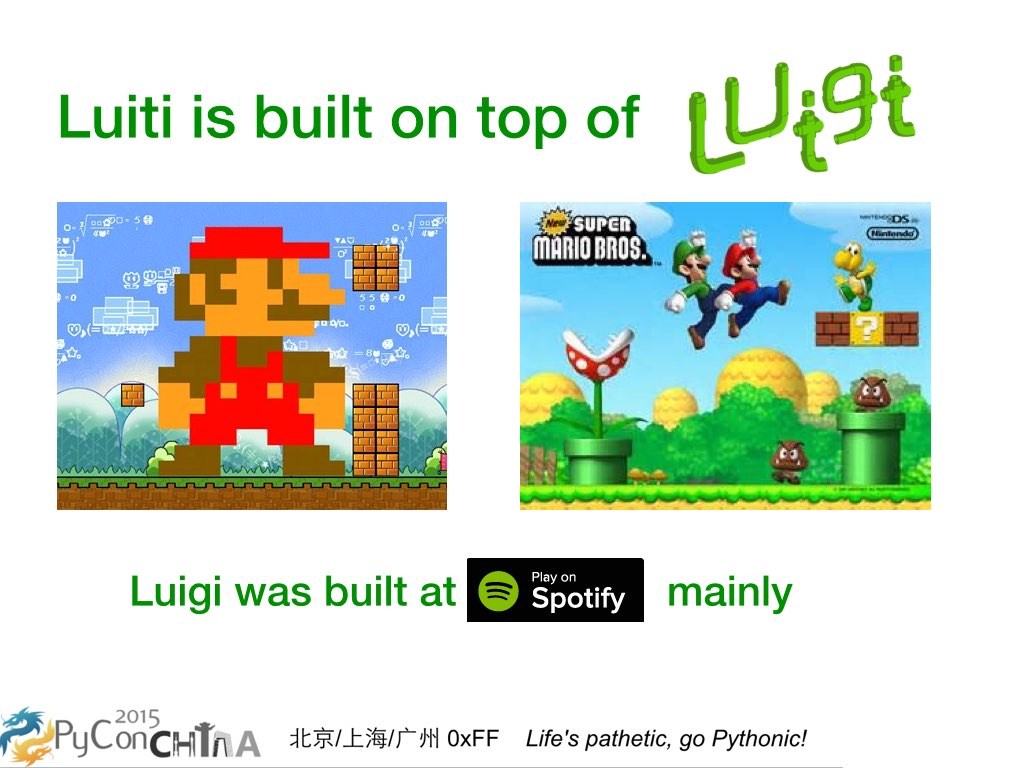 Luiti is built on top of Luigi
New SUPER
MARIO BROS.™
NINTENDO DS
Nintendo
?
Luigi was built at Play on Spotify mainly
2015
PyCon CHINA
北京/上海/广州 0xFF Life's pathetic, go Pythonic!